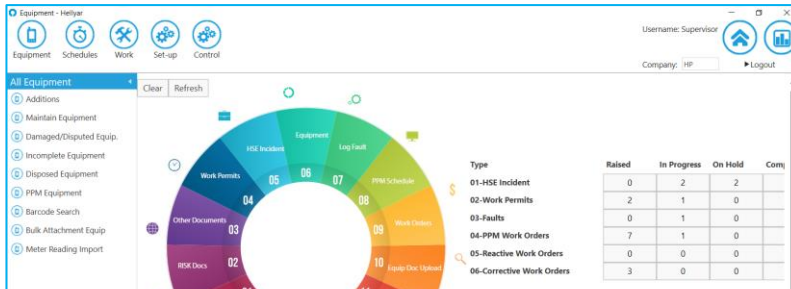 Equipment - Hellyar
Equipment Schedules Work Set-up Control
Username: Supervisor
Company: HP Logout
All Equipment
Additions
Maintain Equipment
Damaged/Disputed Equip.
Incomplete Equipment
Disposed Equipment
PPM Equipment
Barcode Search
Bulk Attachment Equip
Meter Reading Import
Clear Refresh
RISK Docs 02
Other Documents 03
Work Permits 04
HSE Incident 05
Equipment 06
Log Fault 07
PPM Schedule 08
Work Orders 09
Equip Doc Upload 10
Type Raised In Progress On Hold
01-HSE Incident 0 2 2
02-Work Permits 2 1 0
03-Faults 0 1 0
04-PPM Work Orders 7 1 0
05-Reactive Work Orders 0 0 0
06-Corrective Work Orders 3 0 0